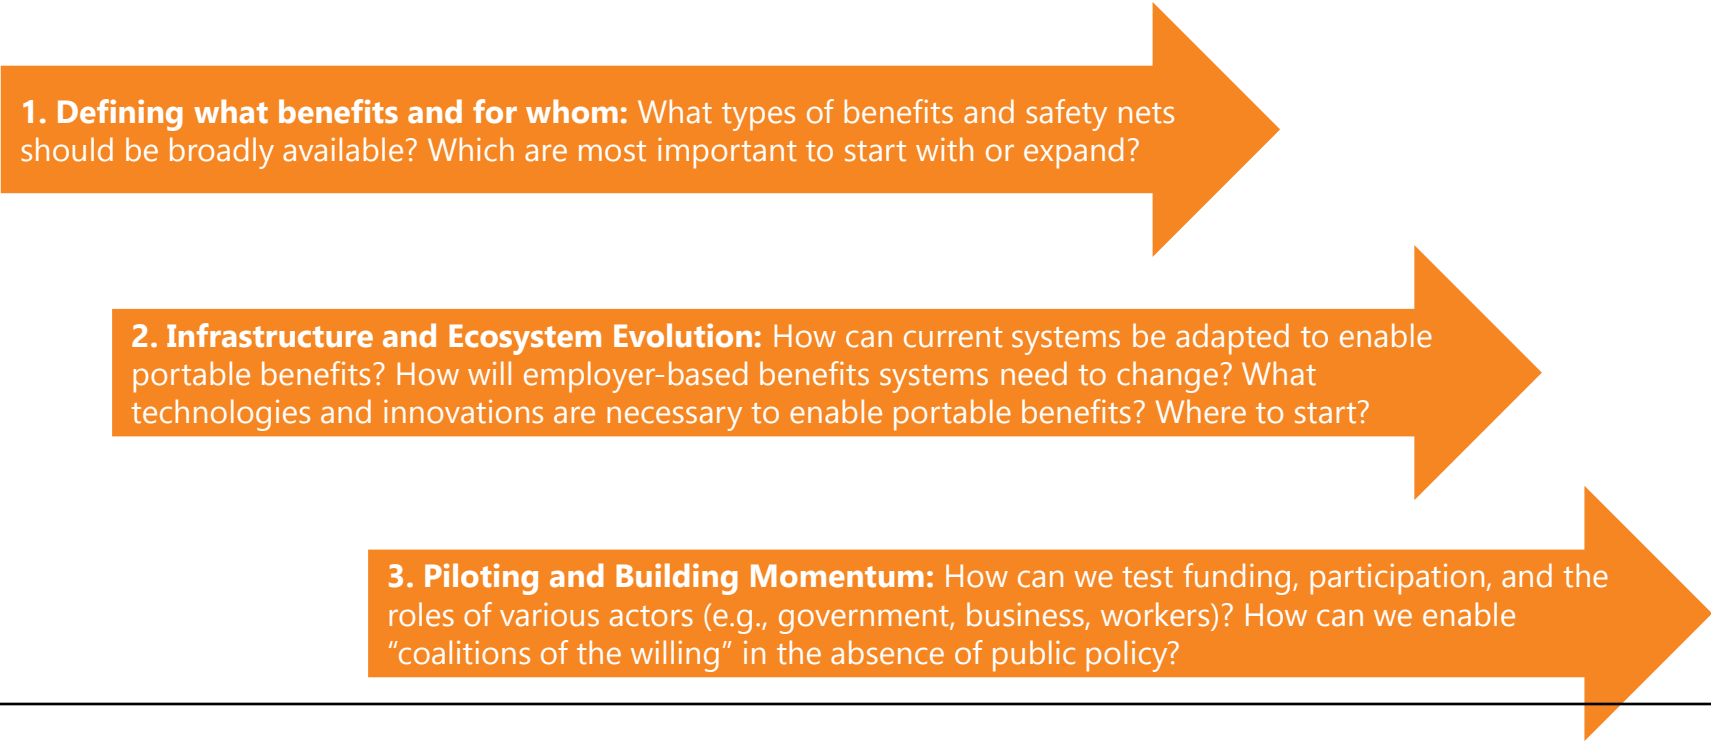 1. Defining what benefits and for whom: What types of benefits and safety nets
should be broadly available? Which are most important to start with or expand?
2. Infrastructure and Ecosystem Evolution: How can current systems be adapted to enable
portable benefits? How will employer-based benefits systems need to change? What
technologies and innovations are necessary to enable portable benefits? Where to start?
3. Piloting and Building Momentum: How can we test funding, participation, and the
roles of various actors (e.g., government, business, workers)? How can we enable
“coalitions of the willing” in the absence of public policy?